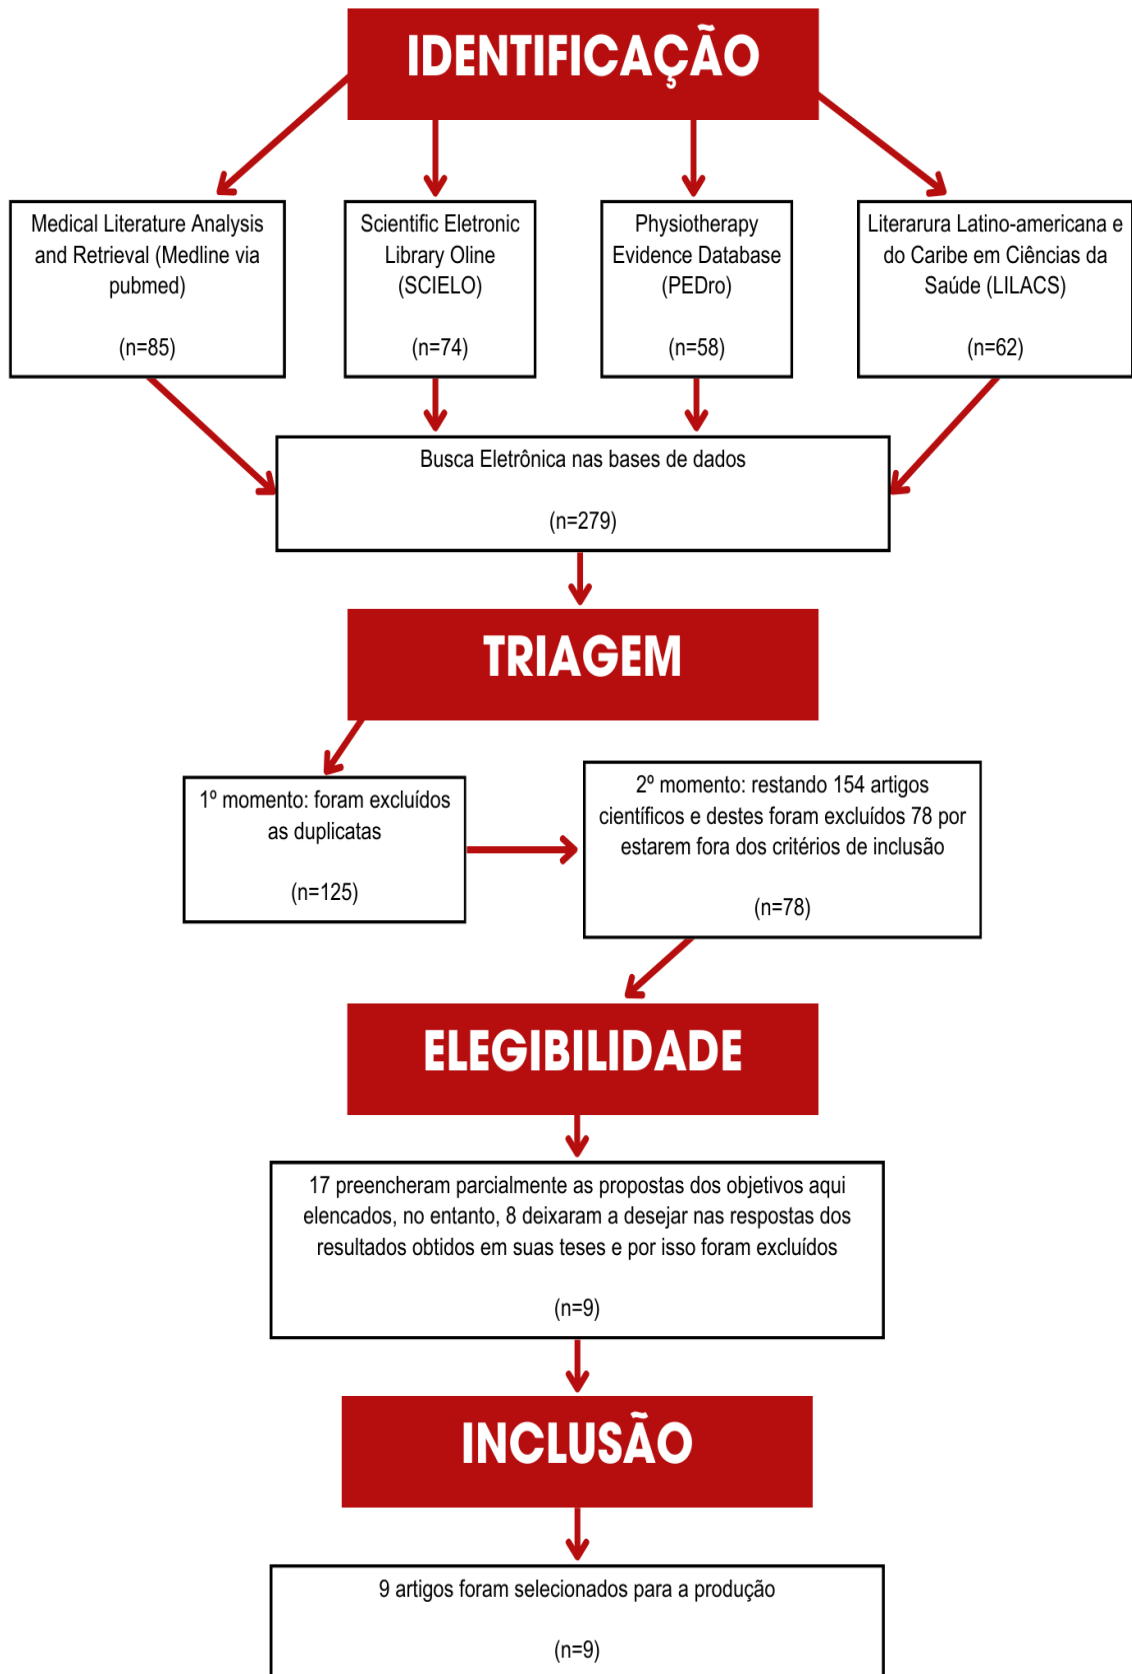 IDENTIFICAÇÃO
Medical Literature Analysis
and Retrieval (Medline via
pubmed)
(n=85)
Scientific Eletronic
Library Oline
(SCIELO)
(n=74)
Physiotherapy
Evidence Database
(PEDro)
(n=58)
Literarura Latino-americana e
do Caribe em Ciências da
Saúde (LILACS)
(n=62)
Busca Eletrônica nas bases de dados
(n=279)
TRIAGEM
1º momento: foram excluídos
as duplicatas
(n=125)
2º momento: restando 154 artigos
científicos e destes foram excluídos 78 por
estarem fora dos critérios de inclusão
(n=78)
ELEGIBILIDADE
17 preencheram parcialmente as propostas dos objetivos aqui
elencados, no entanto, 8 deixaram a desejar nas respostas dos
resultados obtidos em suas teses e por isso foram excluídos
(n=9)
INCLUSÃO
9 artigos foram selecionados para a produção
(n=9)